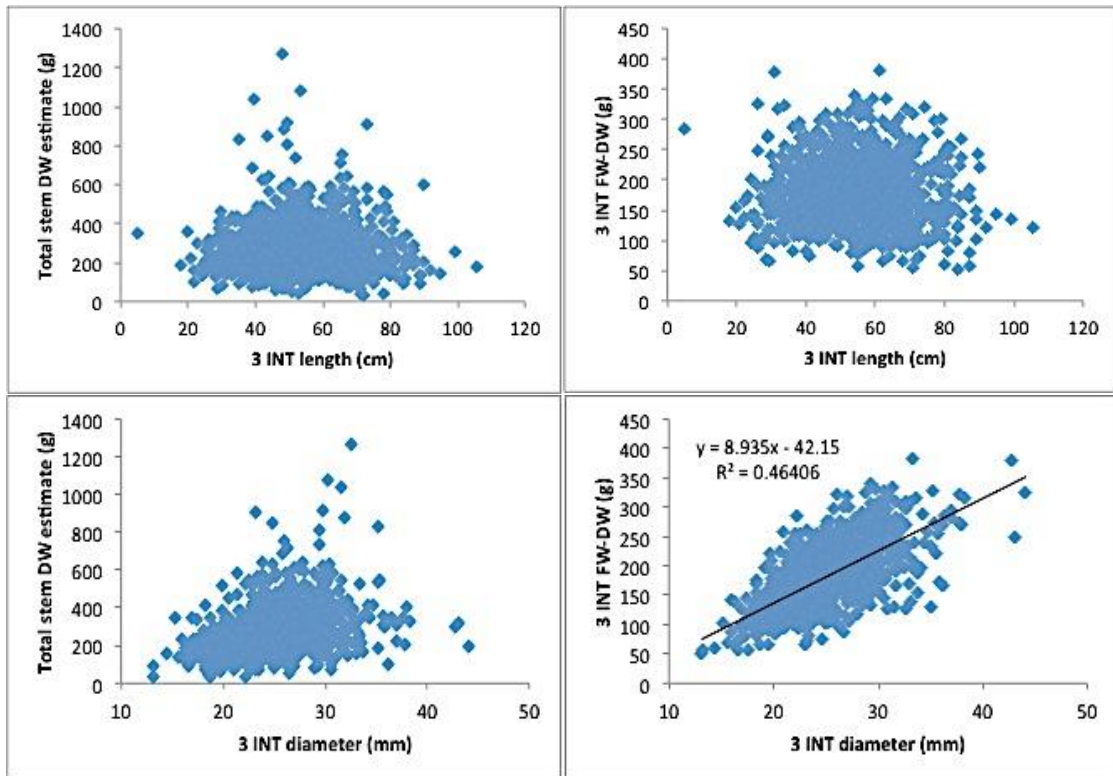 1400
1200
1000
800
600
400
200
0
Total stem DW estimate (g)
0 20 40 60 80 100 120
3 INT length (cm)
450
400
350
300
250
200
150
100
50
0
3 INT FW-DW (g)
0 20 40 60 80 100 120
3 INT length (cm)
1400
1200
1000
800
600
400
200
0
Total stem DW estimate (g)
10 20 30 40 50
3 INT diameter (mm)
450
400
350
300
250
200
150
100
50
0
3 INT FW-DW (g)
y = 8.935x - 42.15
R² = 0.46406
10 20 30 40 50
3 INT diameter (mm)